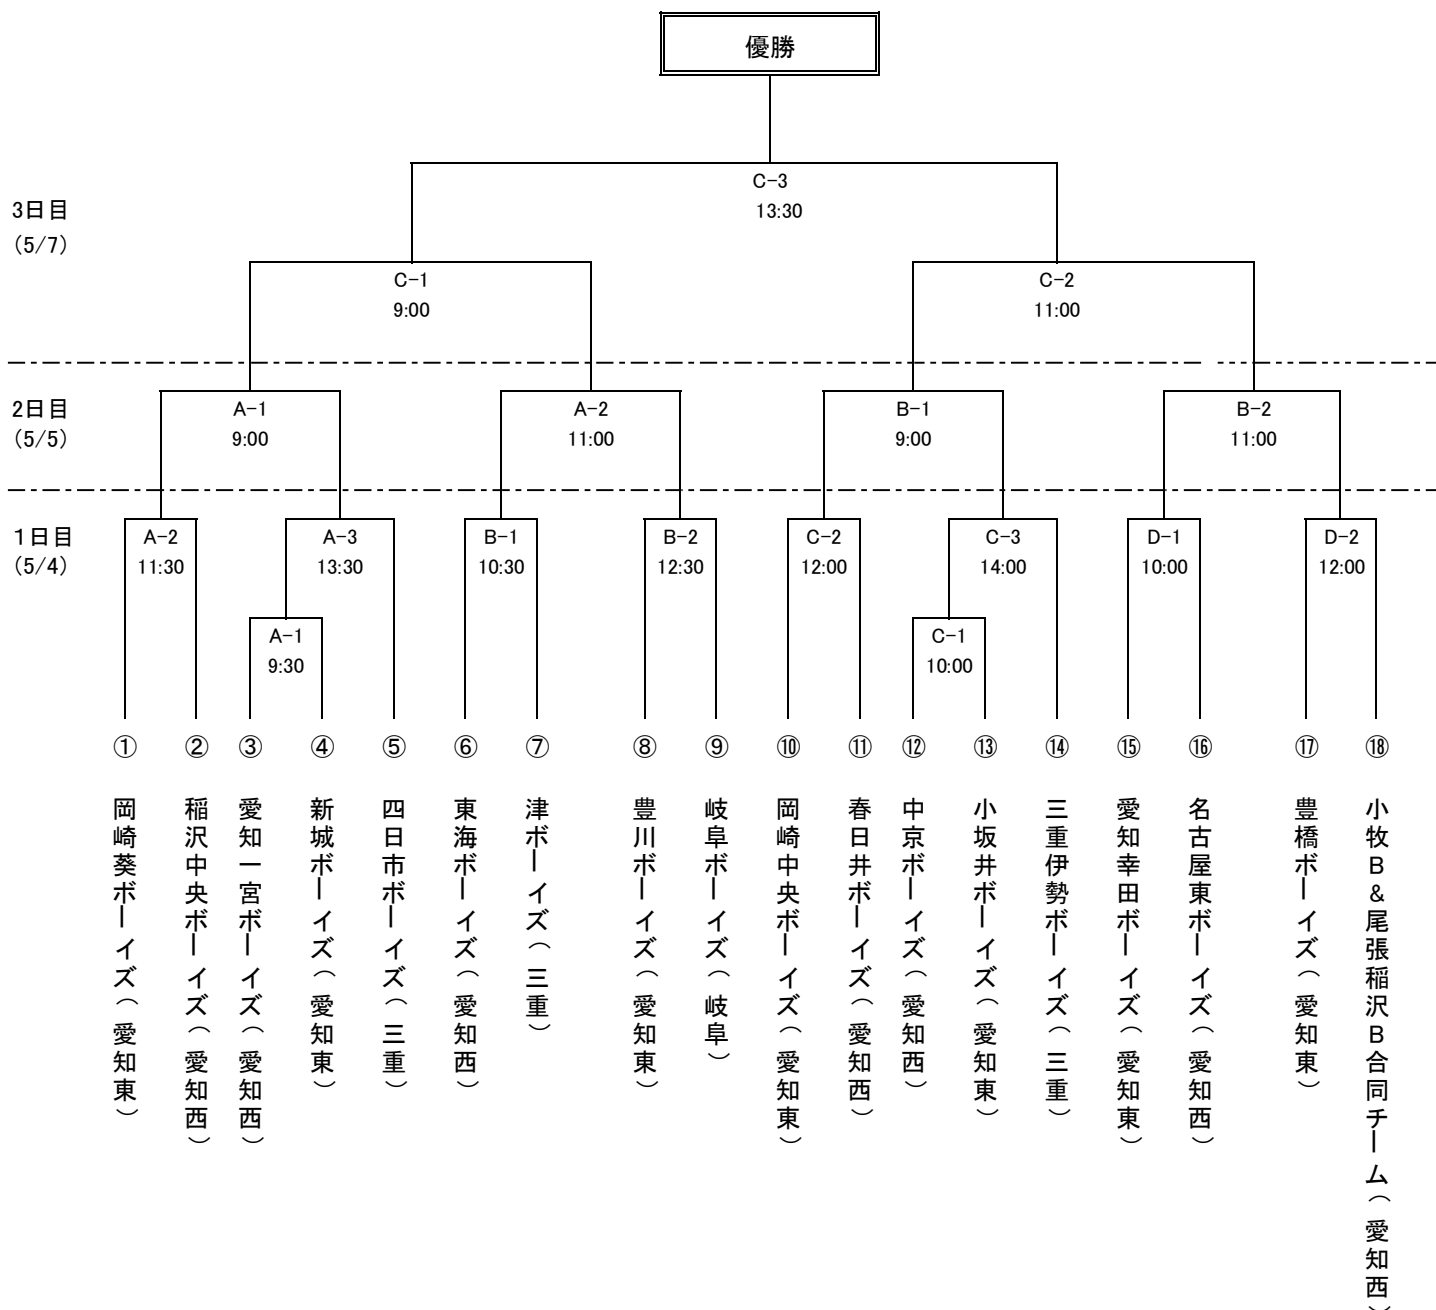 優勝
C-3
13:30
3日目
(5/7)
C-1
9:00
C-2
11:00
2日目
(5/5)
A-1
9:00
A-2
11:00
B-1
9:00
B-2
11:00
1日目
(5/4)
A-2
11:30
A-3
13:30
B-1
10:30
B-2
12:30
C-2
12:00
C-3
14:00
D-1
10:00
D-2
12:00
A-1
9:30
C-1
10:00
① 岡崎葵ボーイズ(愛知東)
② 稲沢中央ボーイズ(愛知西)
③ 愛知一宮ボーイズ(愛知西)
④ 新城ボーイズ(愛知東)
⑤ 四日市ボーイズ(三重)
⑥ 東海ボーイズ(愛知西)
⑦ 津ボーイズ(三重)
⑧ 豊川ボーイズ(愛知東)
⑨ 岐阜ボーイズ(岐阜)
⑩ 岡崎中央ボーイズ(愛知東)
⑪ 春日井ボーイズ(愛知西)
⑫ 中京ボーイズ(愛知西)
⑬ 小坂井ボーイズ(愛知東)
⑭ 三重伊勢ボーイズ(三重)
⑮ 愛知幸田ボーイズ(愛知東)
⑯ 名古屋東ボーイズ(愛知西)
⑰ 豊橋ボーイズ(愛知東)
⑱ 小牧B&尾張稲沢B合同チーム(愛知西)